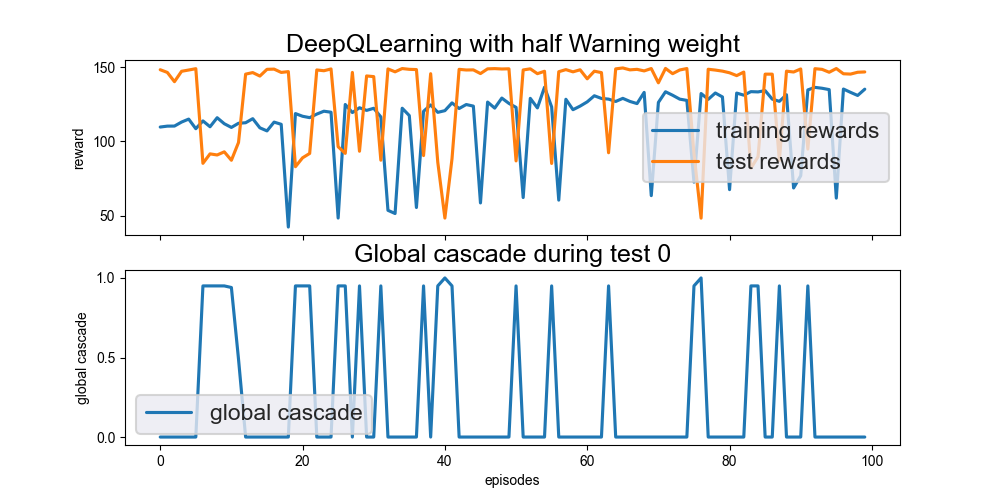 DeepQLearning with half Warning weight
150
100
50
reward
training rewards
test rewards
Global cascade during test 0
1.0
0.5
0.0
global cascade
global cascade
0 20 40 60 80 100
episodes